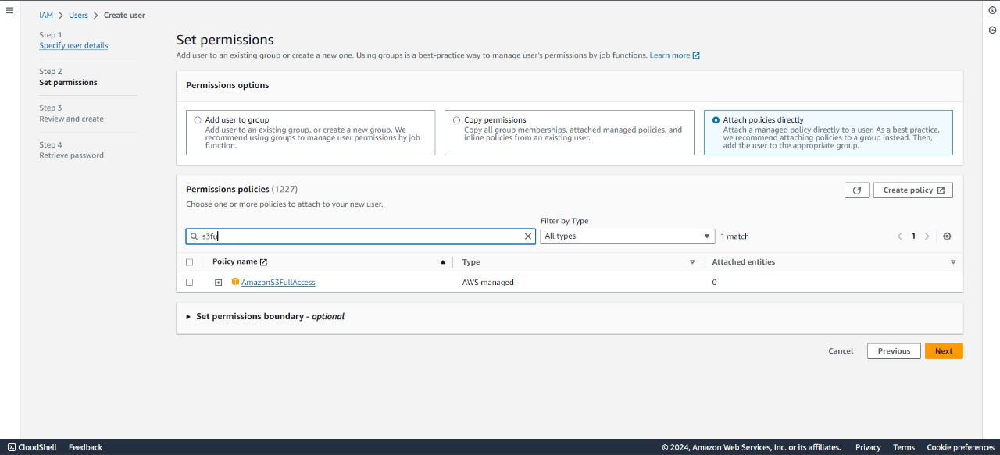 IAM > Users > Create user
Step 1
Specify user details
Step 2
Set permissions
Step 3
Review and create
Step 4
Retrieve password
Set permissions
Add user to an existing group or create a new one. Using groups is a best-practice way to manage user's permissions by job functions. Learn more
Permissions options
Add user to group
Add user to an existing group, or create a new group. We
recommend using groups to manage user permissions by job
function.
Copy permissions
Copy all group memberships, attached managed policies, and
inline policies from an existing user.
Attach policies directly
Attach a managed policy directly to a user. As a best practice,
we recommend attaching policies to a group instead. Then,
add the user to the appropriate group.
Permissions policies (1227)
Create policy
Choose one or more policies to attach to your new user.
Filter by Type
s3fu
All types
1 match
1
Policy name
Type
Attached entities
AmazonS3FullAccess
AWS managed
0
Set permissions boundary - optional
Cancel
Previous
Next
CloudShell
Feedback
© 2024, Amazon Web Services, Inc. or its affiliates.
Privacy
Terms
Cookie preferences